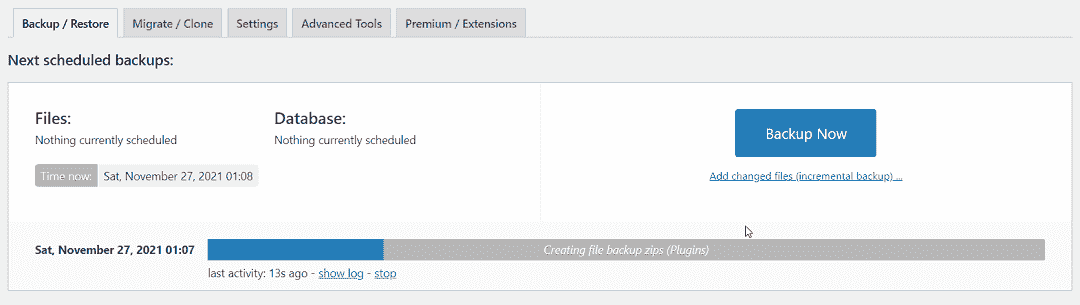 Backup / Restore Migrate / Clone Settings Advanced Tools Premium / Extensions
Next scheduled backups:
Files: Database:
Nothing currently scheduled Nothing currently scheduled
Time now: Sat, November 27, 2021 01:08
Backup Now
Add changed files (incremental backup) ...
Sat, November 27, 2021 01:07 Creating file backup zips (Plugins)
last activity: 13s ago - show log - stop